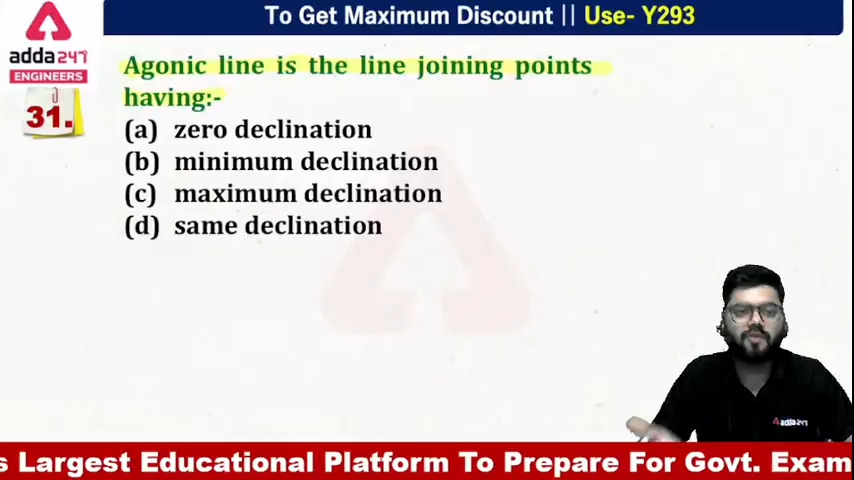 To Get Maximum Discount || Use- Y293
adda247
ENGINEERS
31.
Agonic line is the line joining points
having:-
(a) zero declination
(b) minimum declination
(c) maximum declination
(d) same declination
adda247
s Largest Educational Platform To Prepare For Govt. Exam